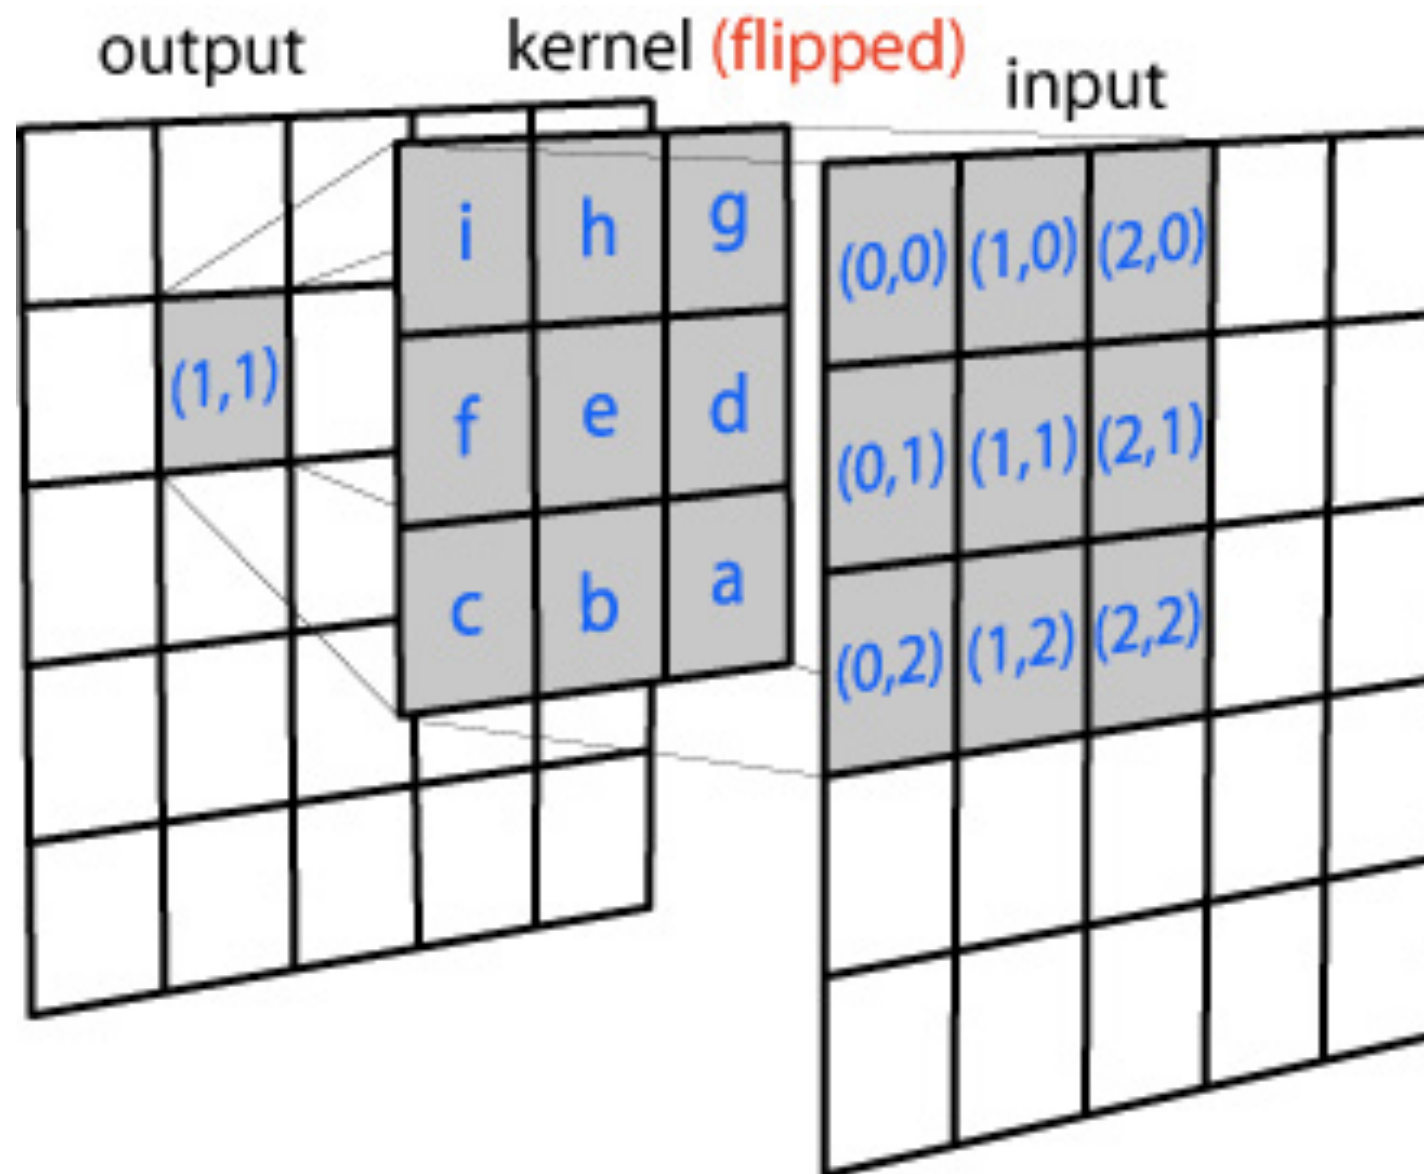 output
kernel (flipped)
input
(1,1)
i h g
f e d
c b a
(0,0) (1,0) (2,0)
(0,1) (1,1) (2,1)
(0,2) (1,2) (2,2)